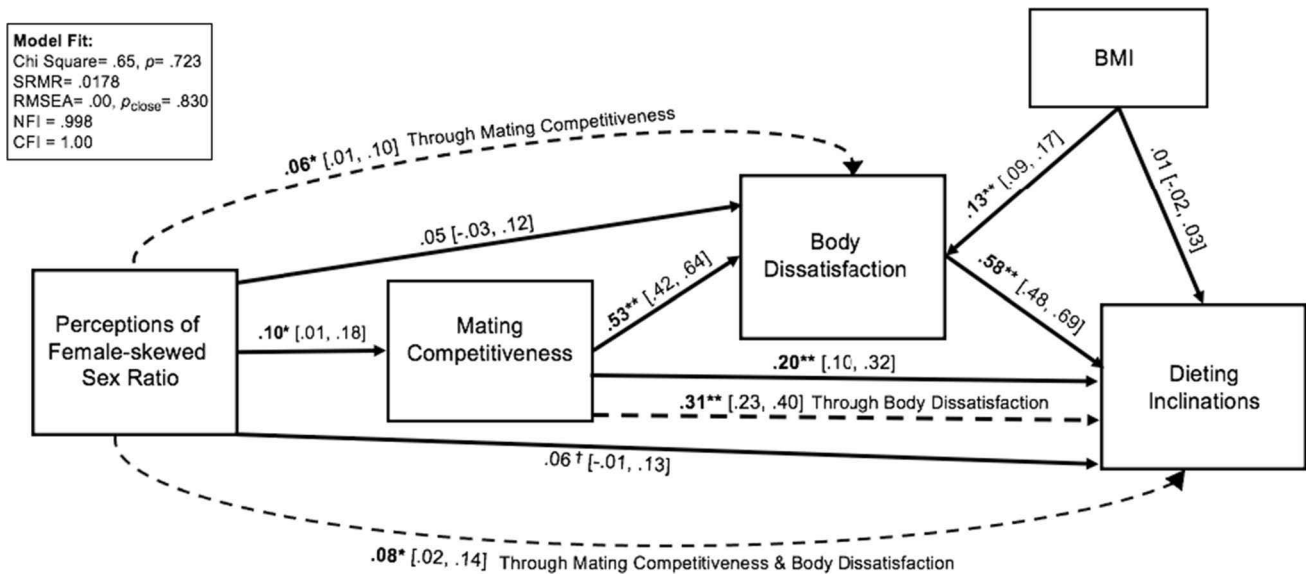 Model Fit:
Chi Square= .65, p= .723
SRMR= .0178
RMSEA= .00, pclose= .830
NFI = .998
CFI = 1.00
BMI
.06* [.01, .10] Through Mating Competitiveness
.13** [.09, .17]
.01 [-.02, .03]
.05 [-.03, .12]
Body
Dissatisfaction
Perceptions of
Female-skewed
Sex Ratio
.10* [.01, .18]
Mating
Competitiveness
.53** [.42, .64]
.58** [.48, .69]
.20** [.10, .32]
.31** [.23, .40] Through Body Dissatisfaction
Dieting
Inclinations
.06 † [-.01, .13]
.08* [.02, .14] Through Mating Competitiveness & Body Dissatisfaction